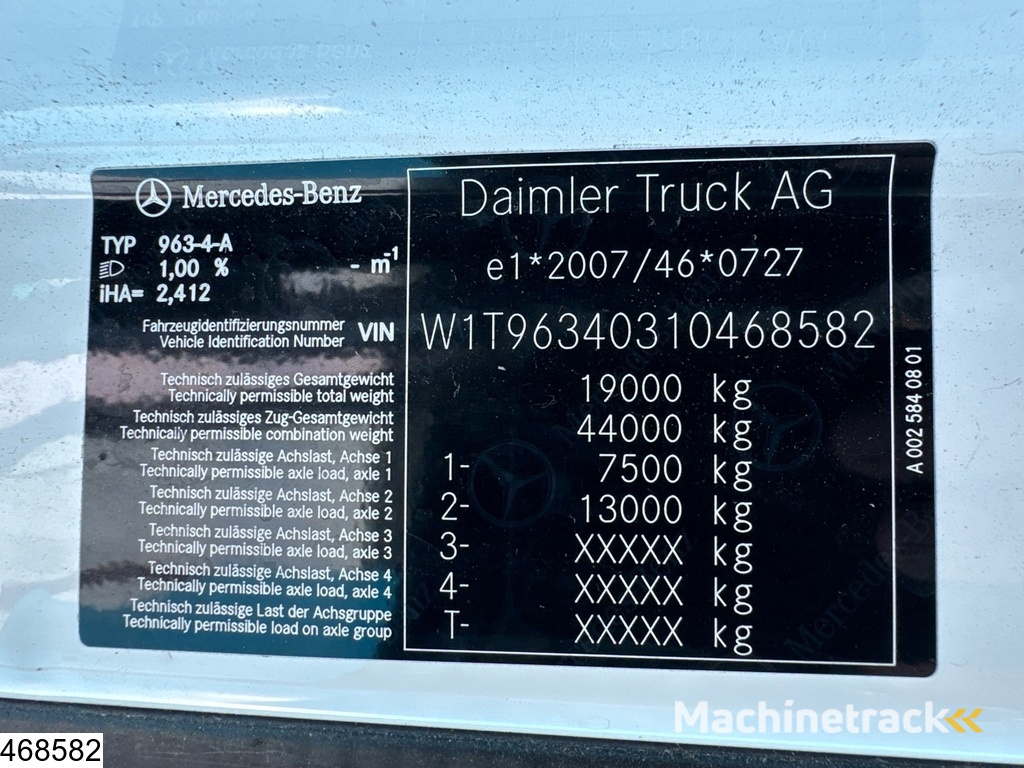 Mercedes-Benz
TYP 963-4-A
1,00 % - m-1
iHA= 2,412
Daimler Truck AG
e1*2007/46*0727
Fahrzeugidentifizierungsnummer
Vehicle Identification Number VIN W1T96340310468582
Technisch zulässiges Gesamtgewicht
Technically permissible total weight 19000 kg
Technisch zulässiges Zug-Gesamtgewicht
Technically permissible combination weight 44000 kg
Technisch zulässige Achslast, Achse 1
Technically permissible axle load, axle 1 1- 7500 kg
Technisch zulässige Achslast, Achse 2
Technically permissible axle load, axle 2 2- 13000 kg
Technisch zulässige Achslast, Achse 3
Technically permissible axle load, axle 3 3- XXXXX kg
Technisch zulässige Achslast, Achse 4
Technically permissible axle load, axle 4 4- XXXXX kg
Technisch zulässige Last der Achsgruppe
Technically permissible load on axle group T- XXXXX kg
A 002 584 08 01
Machinetrack
468582